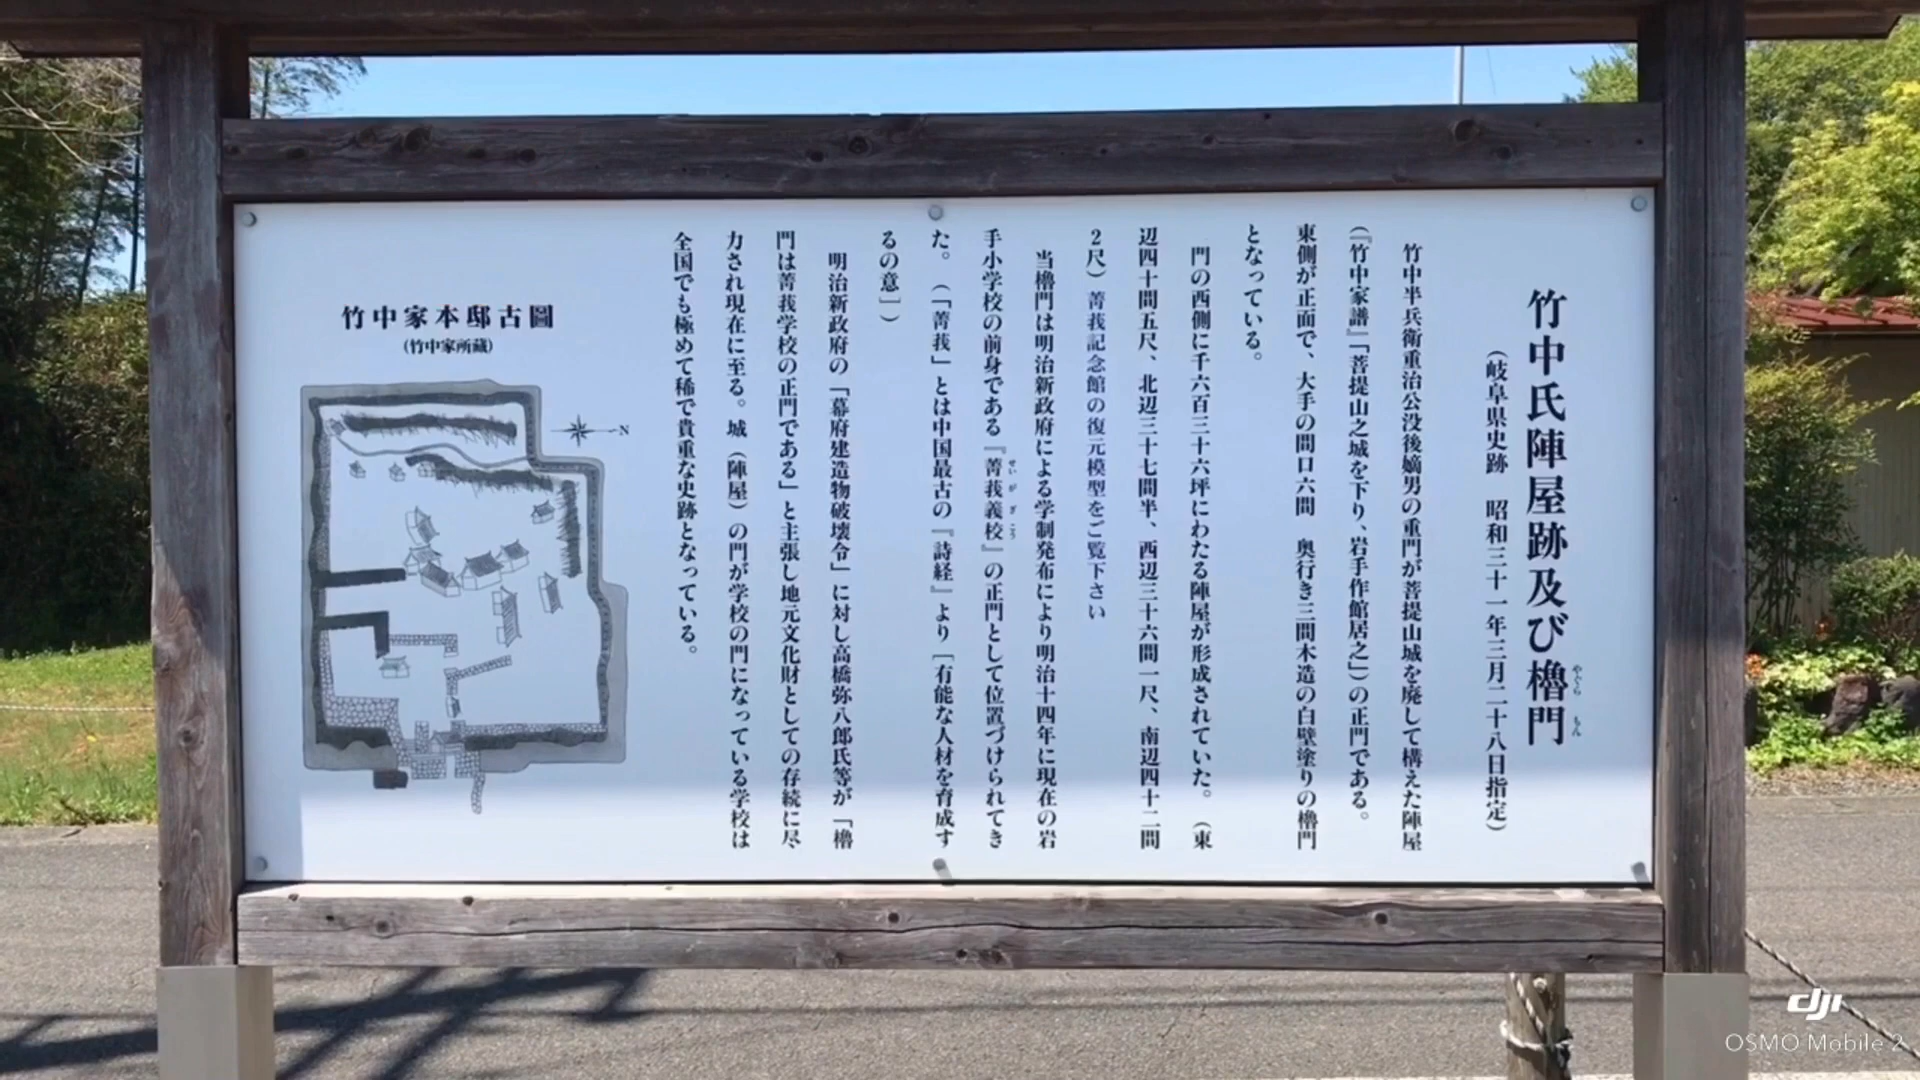 竹中氏陣屋跡及び櫓門
やぐら もん
(岐阜県史跡 昭和三十一年三月二十八日指定)
竹中半兵衛重治公没後嫡男の重門が菩提山城を廃して構えた陣屋
(『竹中家譜』「菩提山之城を下り、岩手作館居之」)の正門である。
東側が正面で、大手の間口六間 奥行き三間木造の白壁塗りの櫓門
となっている。
門の西側に千六百三十六坪にわたる陣屋が形成されていた。(東
辺四十間五尺、北辺三十七間半、西辺三十六間一尺、南辺四十二間
2尺)菁莪記念館の復元模型をご覧下さい
当櫓門は明治新政府による学制発布により明治十四年に現在の岩
手小学校の前身である『菁莪義校』の正門として位置づけられてき
せいがぎこう
た。(「菁莪」とは中国最古の『詩経』より[有能な人材を育成す
るの意])
明治新政府の「幕府建造物破壊令」に対し高橋弥八郎氏等が「櫓
門は菁莪学校の正門である」と主張し地元文化財としての存続に尽
力され現在に至る。城(陣屋)の門が学校の門になっている学校は
全国でも極めて稀で貴重な史跡となっている。
竹中家本邸古圖
(竹中家所蔵)
N
dji
OSMO Mobile 2